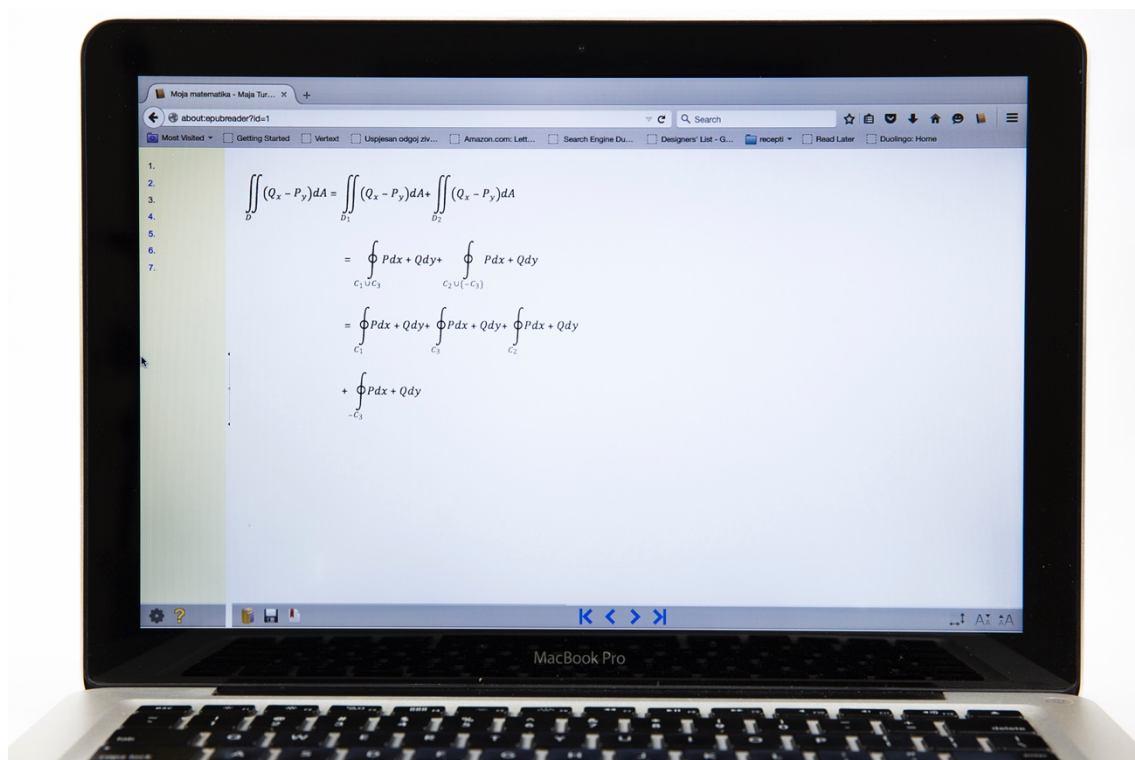 Moja matematika - Maja Tur... × +
about:epubreader?id=1 Search
Most Visited Getting Started Vertext Uspjesan odgoj ziv... Amazon.com: Lett... Search Engine Du... Designers' List - G... recepti Read Later Duolingo: Home
1.
2.
3.
4.
5.
6.
7.
∬_D (Q_x − P_y)dA = ∬_{D_1} (Q_x − P_y)dA + ∬_{D_2} (Q_x − P_y)dA
= ∮_{C_1∪C_3} Pdx + Qdy + ∮_{C_2∪(−C_3)} Pdx + Qdy
= ∮_{C_1} Pdx + Qdy + ∮_{C_3} Pdx + Qdy + ∮_{C_2} Pdx + Qdy
+ ∮_{−C_3} Pdx + Qdy
MacBook Pro
delete